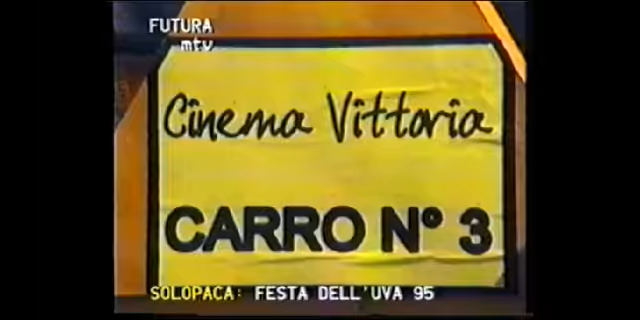 FUTURA
mtv
Cinema Vittoria
CARRO N° 3
SOLOPACA: FESTA DELL'UVA 95